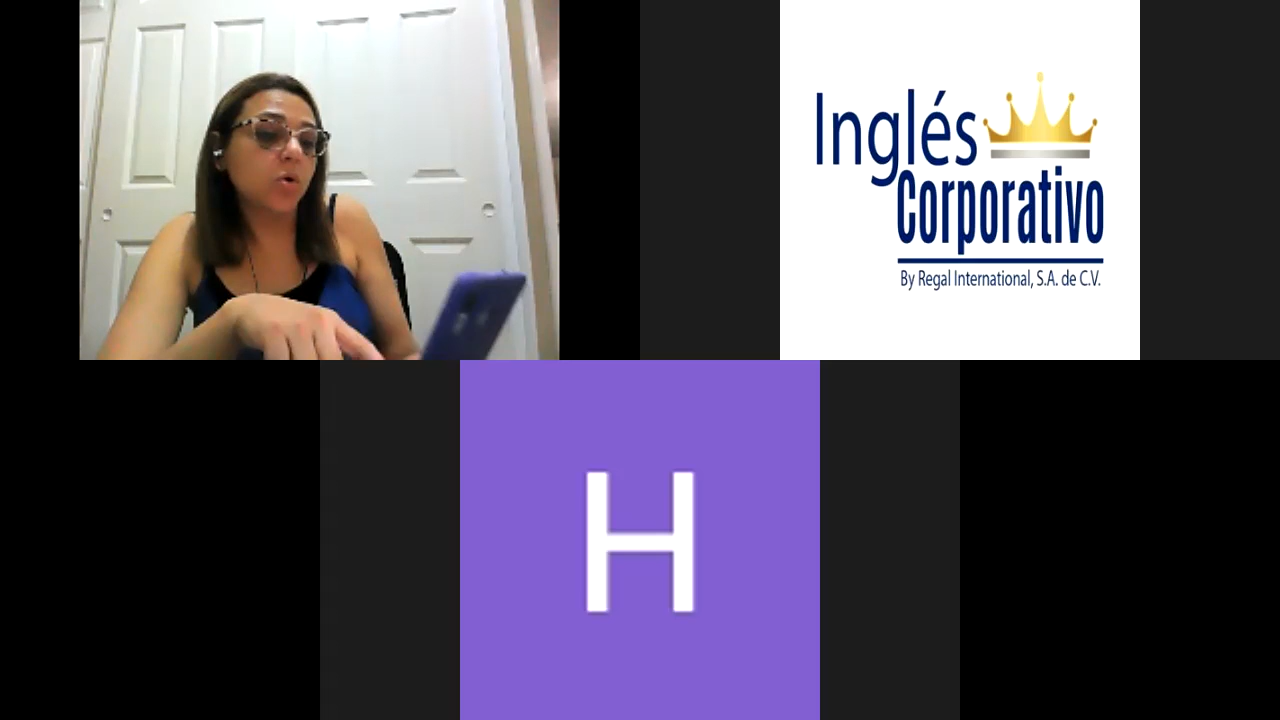 Inglés
Corporativo
By Regal International, S.A. de C.V.
H